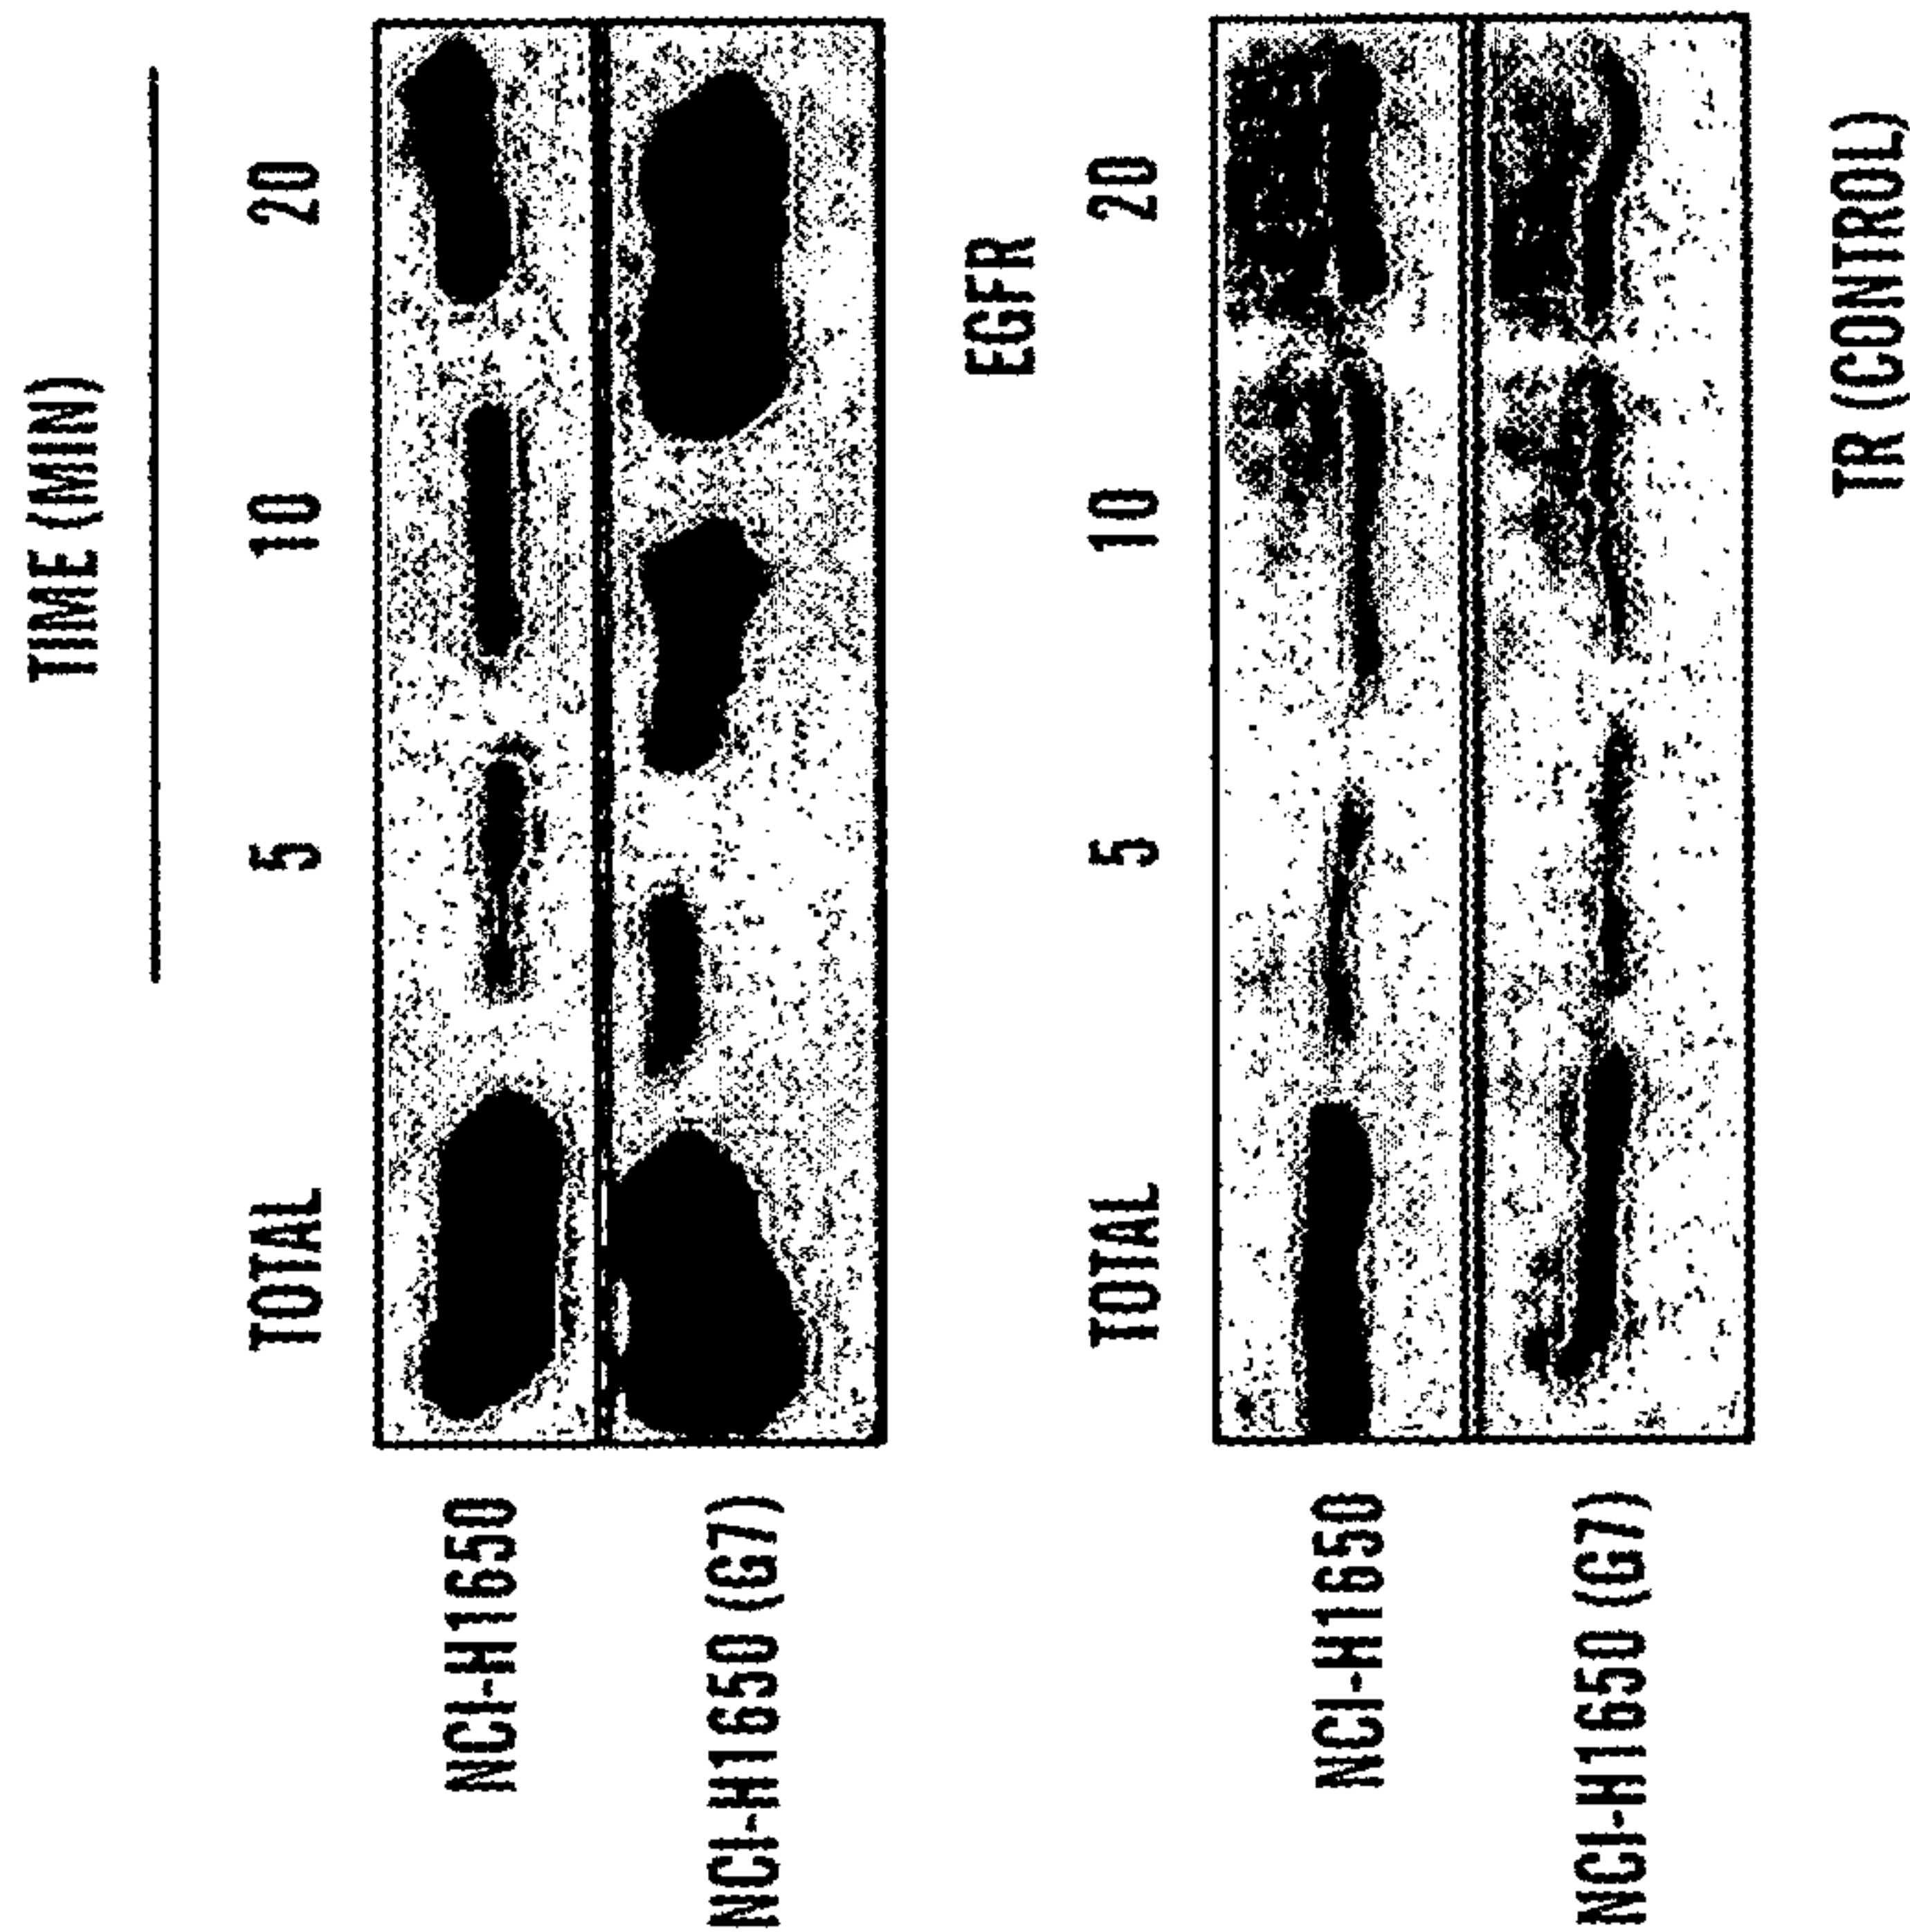 TIME (MIN)
TOTAL 5 10 20
NCI-H1650
NCI-H1650 (G7)
EGFR
TOTAL 5 10 20
NCI-H1650
NCI-H1650 (G7)
TR (CONTROL)